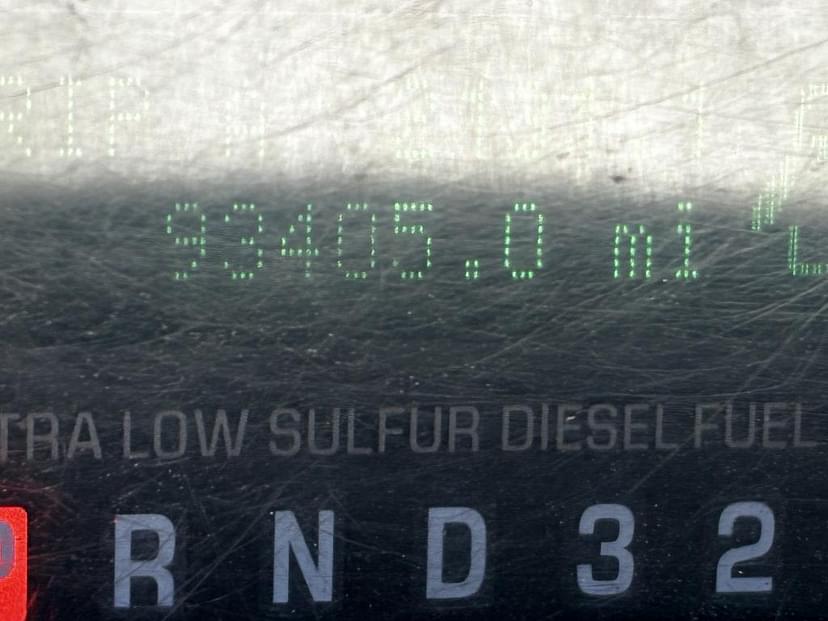 93405.0 mi
TRA LOW SULFUR DIESEL FUEL
R N D 3 2